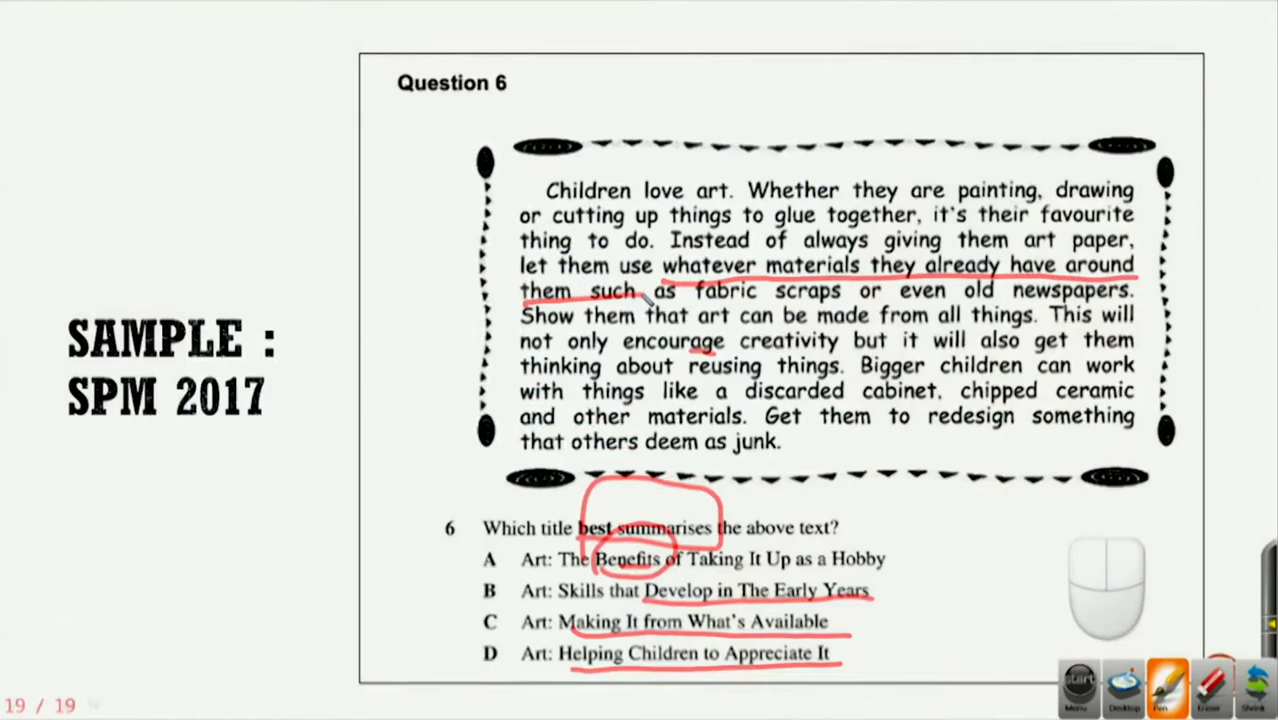 Question 6
Children love art. Whether they are painting, drawing
or cutting up things to glue together, it's their favourite
thing to do. Instead of always giving them art paper,
let them use whatever materials they already have around
them such as fabric scraps or even old newspapers.
Show them that art can be made from all things. This will
not only encourage creativity but it will also get them
thinking about reusing things. Bigger children can work
with things like a discarded cabinet, chipped ceramic
and other materials. Get them to redesign something
that others deem as junk.
SAMPLE :
SPM 2017
6 Which title best summarises the above text?
A Art: The Benefits of Taking It Up as a Hobby
B Art: Skills that Develop in The Early Years
C Art: Making It from What's Available
D Art: Helping Children to Appreciate It
19 / 19
start
Menu Desktop Pen Eraser Shrink